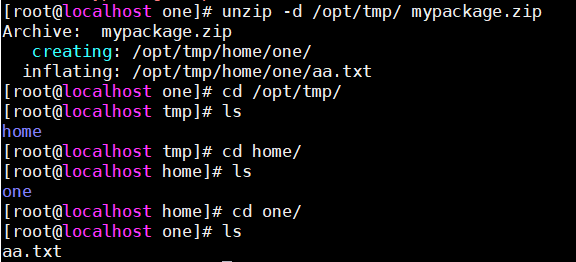 [root@localhost one]# unzip -d /opt/tmp/ mypackage.zip
Archive:  mypackage.zip
   creating: /opt/tmp/home/one/
  inflating: /opt/tmp/home/one/aa.txt
[root@localhost one]# cd /opt/tmp/
[root@localhost tmp]# ls
home
[root@localhost tmp]# cd home/
[root@localhost home]# ls
one
[root@localhost home]# cd one/
[root@localhost one]# ls
aa.txt